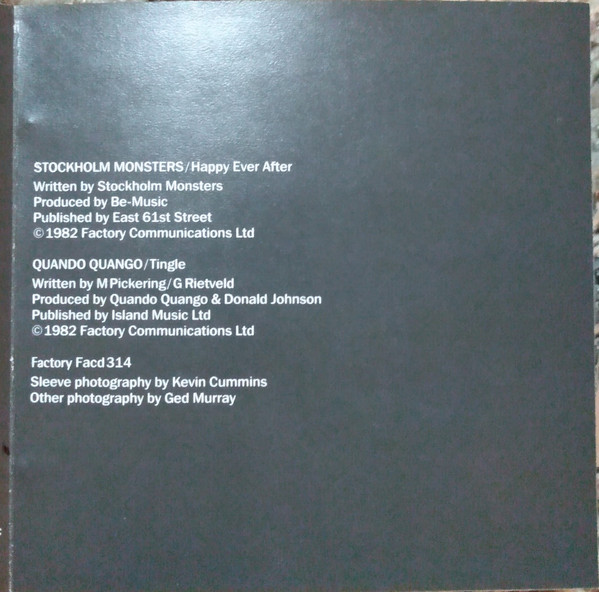 STOCKHOLM MONSTERS/Happy Ever After
Written by Stockholm Monsters
Produced by Be-Music
Published by East 61st Street
©1982 Factory Communications Ltd
QUANDO QUANGO/Tingle
Written by M Pickering/G Rietveld
Produced by Quando Quango & Donald Johnson
Published by Island Music Ltd
©1982 Factory Communications Ltd
Factory Facd 314
Sleeve photography by Kevin Cummins
Other photography by Ged Murray